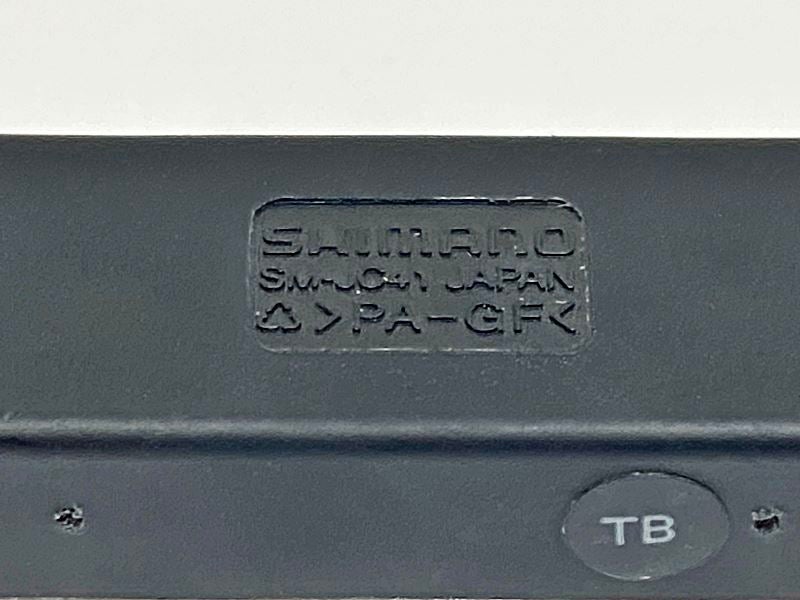 SHIMANO
SM-JC41 JAPAN
>PA-GF<
TB